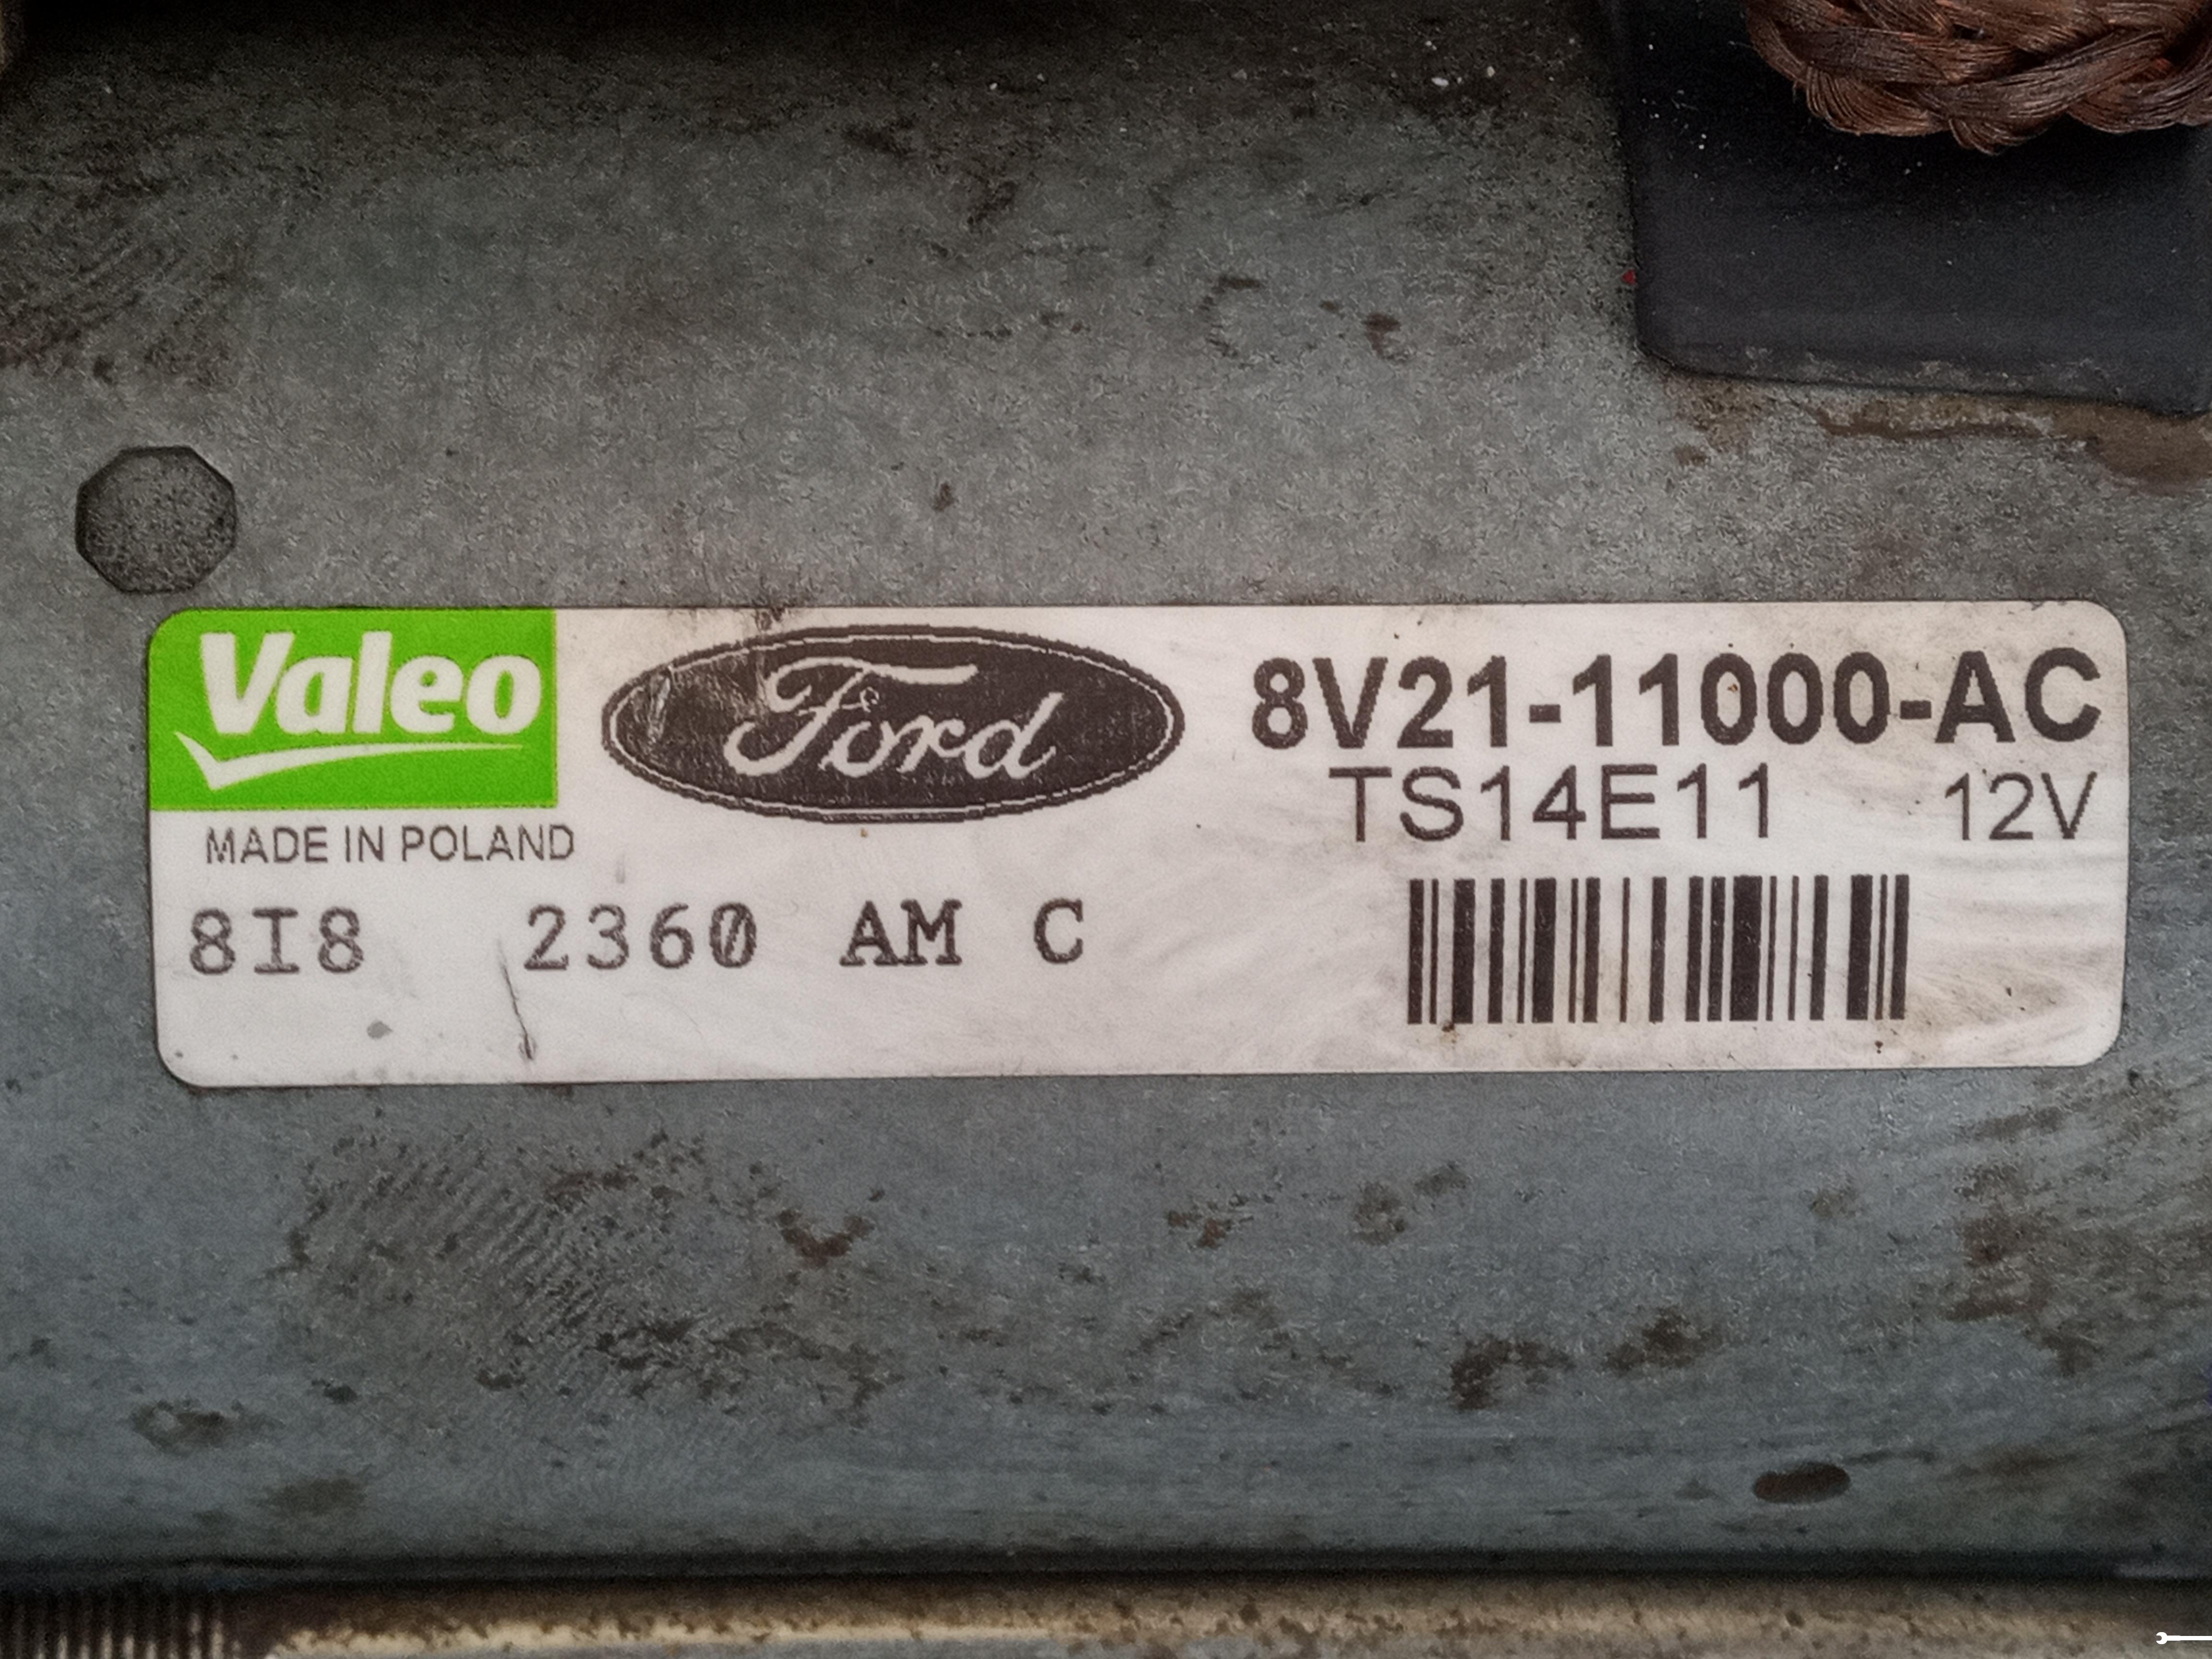 Valeo
Ford
8V21-11000-AC
TS14E11 12V
MADE IN POLAND
8I8 2360 AM C